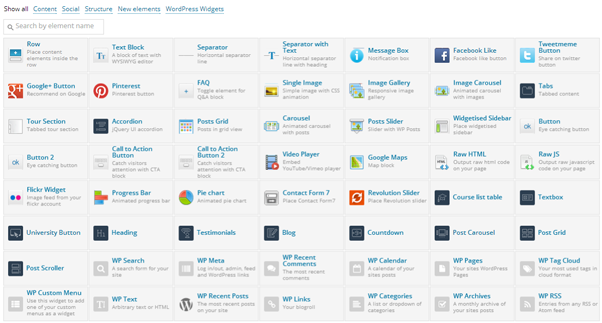 Show all Content Social Structure New elements WordPress Widgets
Search by element name
Row
Place content
elements inside the
row
Text Block
A block of text with
WYSIWYG editor
Separator
Horizontal separator
line
Separator with
Text
Horizontal separator
line with heading
Message Box
Notification box
Facebook Like
Facebook like button
Tweetmeme
Button
Share on twitter
button
Google+ Button
Recommend on Google
Pinterest
Pinterest button
FAQ
Toggle element for
Q&A block
Single Image
Simple image with CSS
animation
Image Gallery
Responsive image
gallery
Image Carousel
Animated carousel
with images
Tabs
Tabbed content
Tour Section
Tabbed tour section
Accordion
jQuery UI accordion
Posts Grid
Posts in grid view
Carousel
Animated carousel
with posts
Posts Slider
Slider with WP Posts
Widgetised Sidebar
Place widgetised
sidebar
Button
Eye catching button
Button 2
Eye catching button
Call to Action
Button
Catch visitors
attention with CTA
block
Call to Action
Button 2
Catch visitors
attention with CTA
block
Video Player
Embed
YouTube/Vimeo player
Google Maps
Map block
Raw HTML
Output raw html code
on your page
Raw JS
Output raw javascript
code on your page
Flickr Widget
Image feed from your
flickr account
Progress Bar
Animated progress bar
Pie chart
Animated pie chart
Contact Form 7
Place Contact Form7
Revolution Slider
Place Revolution slider
Course list table
Textbox
University Button
Heading
Testimonials
Blog
Countdown
Post Carousel
Post Grid
Post Scroller
WP Search
A search form for your
site
WP Meta
Log in/out, admin, feed
and WordPress links
WP Recent
Comments
The most recent
comments
WP Calendar
A calendar of your
sites posts
WP Pages
Your sites WordPress
Pages
WP Tag Cloud
Your most used tags in
cloud format
WP Custom Menu
Use this widget to add
one of your custom
menus as a widget
WP Text
Arbitrary text or HTML
WP Recent Posts
The most recent posts
on your site
WP Links
Your blogroll
WP Categories
A list or dropdown of
categories
WP Archives
A monthly archive of
your sites posts
WP RSS
Entries from any RSS or
Atom feed